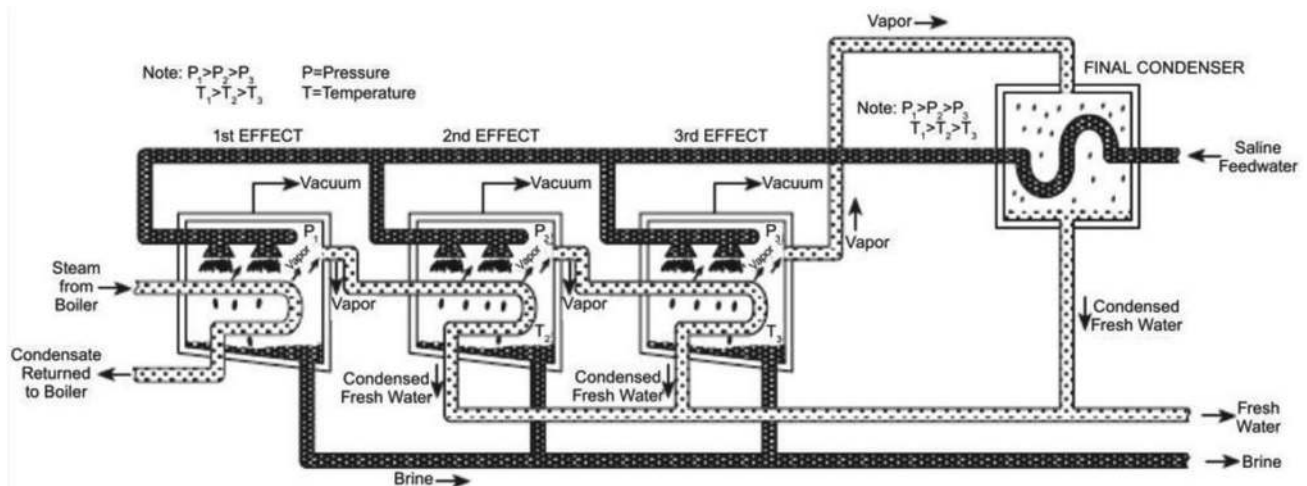 Vapor
Note: P1>P2>P3
P=Pressure
T1>T2>T3
T=Temperature
FINAL CONDENSER
Note: P1>P2>P3
T1>T2>T3
1st EFFECT
2nd EFFECT
3rd EFFECT
Saline
Feedwater
Vacuum
Vacuum
Vacuum
P1
P2
P3
Vapor
Vapor
Vapor
Vapor
Steam
from
Boiler
Vapor
Vapor
T2
T3
Condensed
Fresh Water
Condensate
Returned
to Boiler
Condensed
Fresh Water
Condensed
Fresh Water
Fresh
Water
Brine
Brine